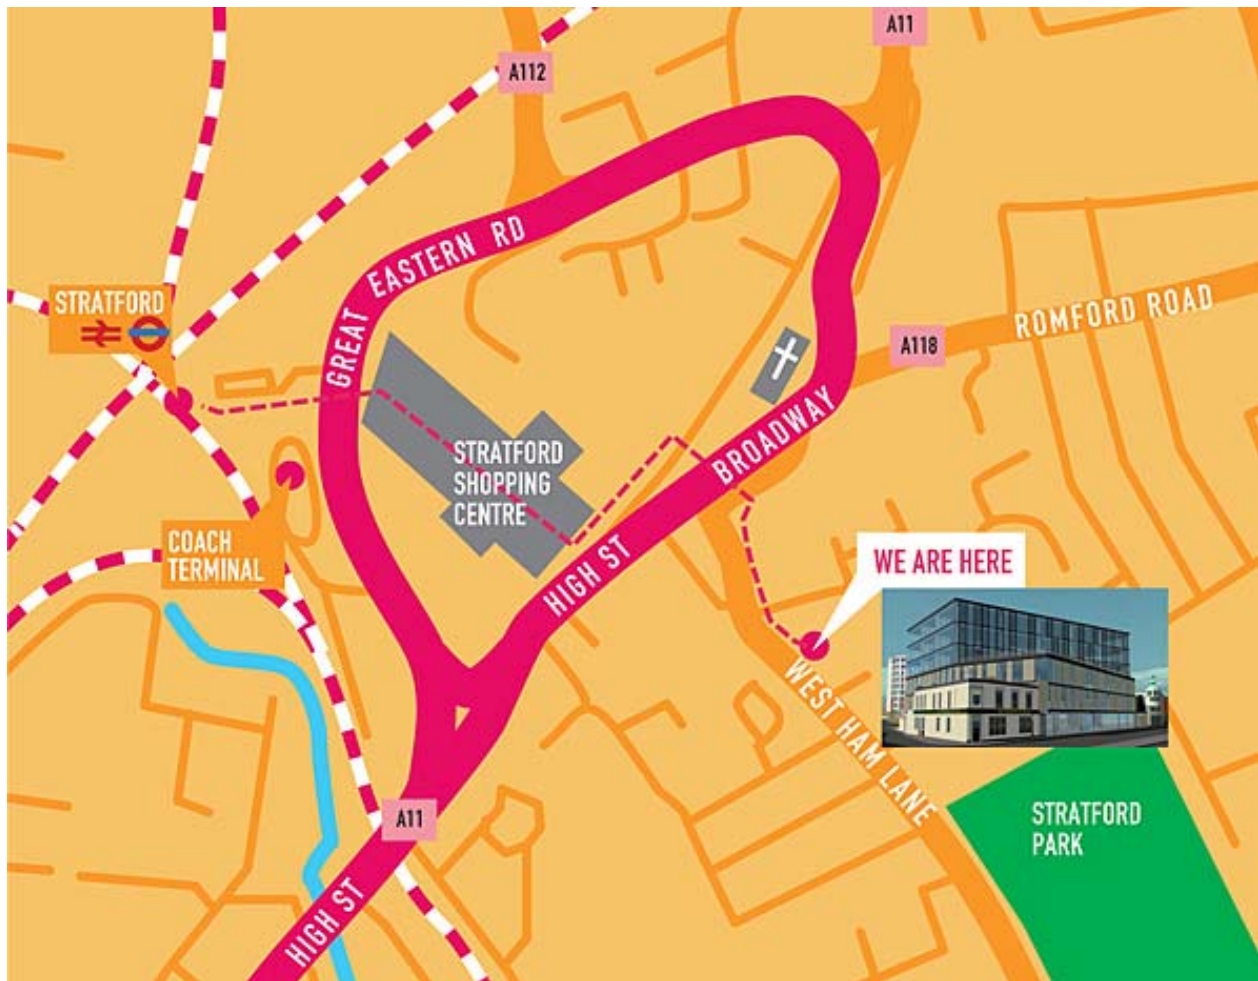 A11
A112
GREAT EASTERN RD
STRATFORD
ROMFORD ROAD
A118
BROADWAY
STRATFORD
SHOPPING
CENTRE
COACH
TERMINAL
HIGH ST
WE ARE HERE
WEST HAM LANE
STRATFORD
PARK
A11
HIGH ST